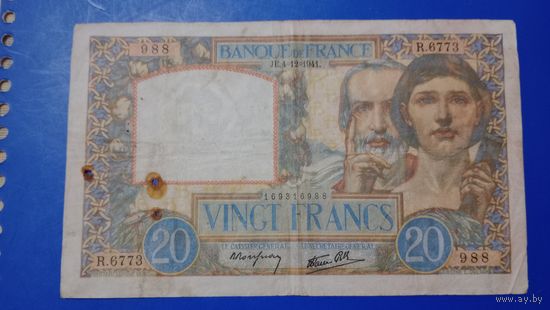 988
BANQUE DE FRANCE
R.6773
JE.4-12-1941.
169316988
VINGT FRANCS
20
LE CAISSIER GÉNÉRAL
LE SECRÉTAIRE GÉNÉRAL
20
R.6773
988
www.ay.by